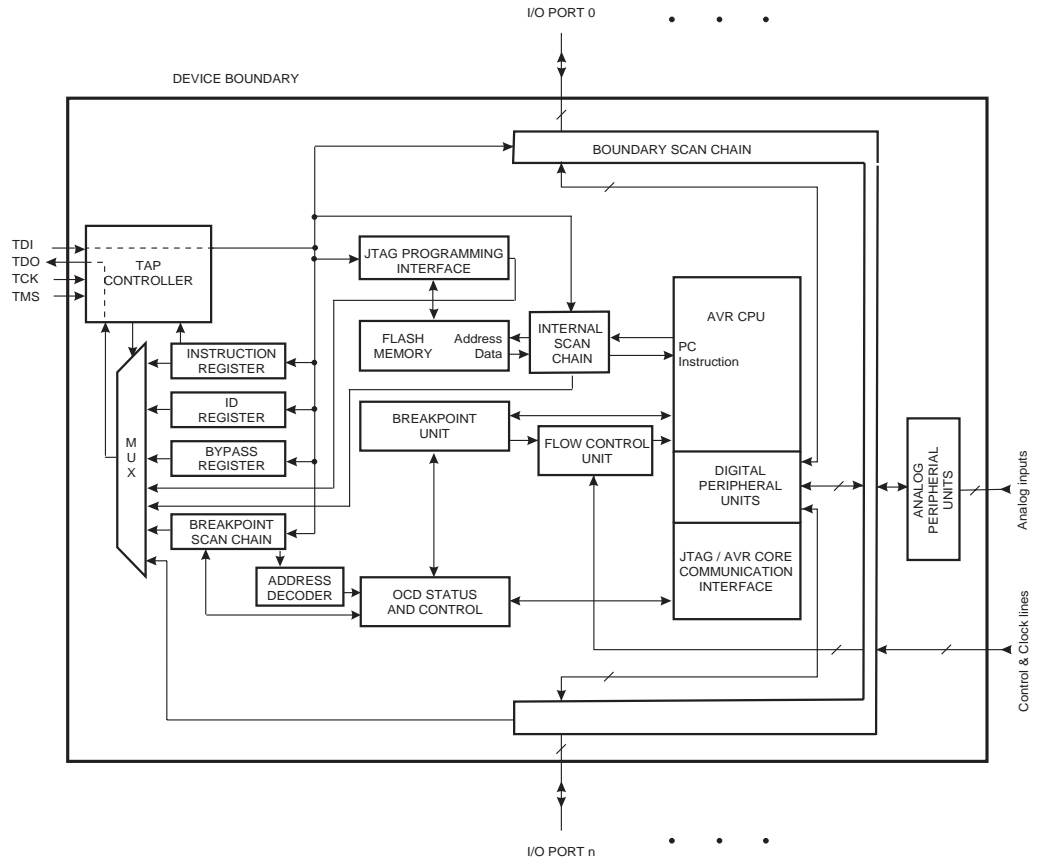 I/O PORT 0
DEVICE BOUNDARY
BOUNDARY SCAN CHAIN
TDI
TDO
TCK
TMS
TAP
CONTROLLER
JTAG PROGRAMMING
INTERFACE
FLASH
MEMORY
Address
Data
INTERNAL
SCAN
CHAIN
AVR CPU
PC
Instruction
INSTRUCTION
REGISTER
ID
REGISTER
BYPASS
REGISTER
M
U
X
BREAKPOINT
UNIT
FLOW CONTROL
UNIT
DIGITAL
PERIPHERAL
UNITS
ANALOG
PERIPHERIAL
UNITS
Analog inputs
BREAKPOINT
SCAN CHAIN
ADDRESS
DECODER
OCD STATUS
AND CONTROL
JTAG / AVR CORE
COMMUNICATION
INTERFACE
Control & Clock lines
I/O PORT n